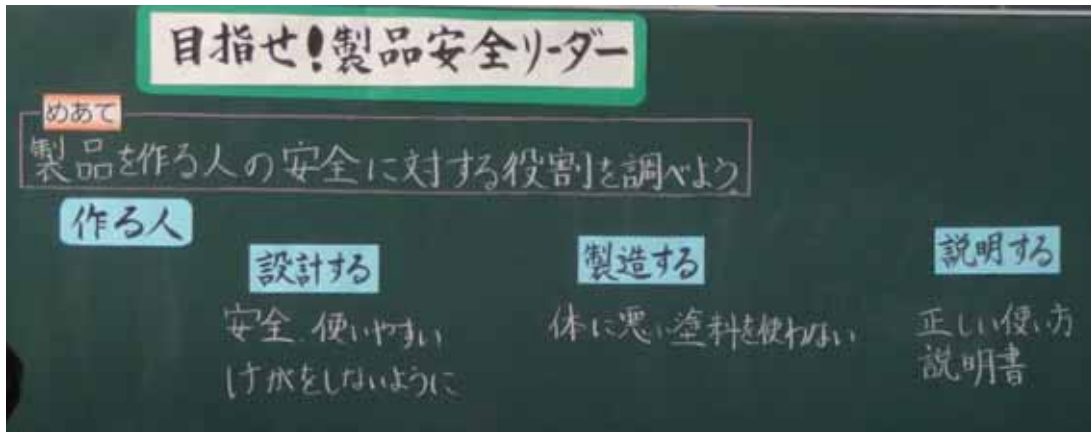 目指せ!製品安全リーダー
めあて
製品を作る人の安全に対する役割を調べよう
作る人
設計する
安全、使いやすい
けがをしないように
製造する
体に悪い塗料を使わない
説明する
正しい使い方
説明書